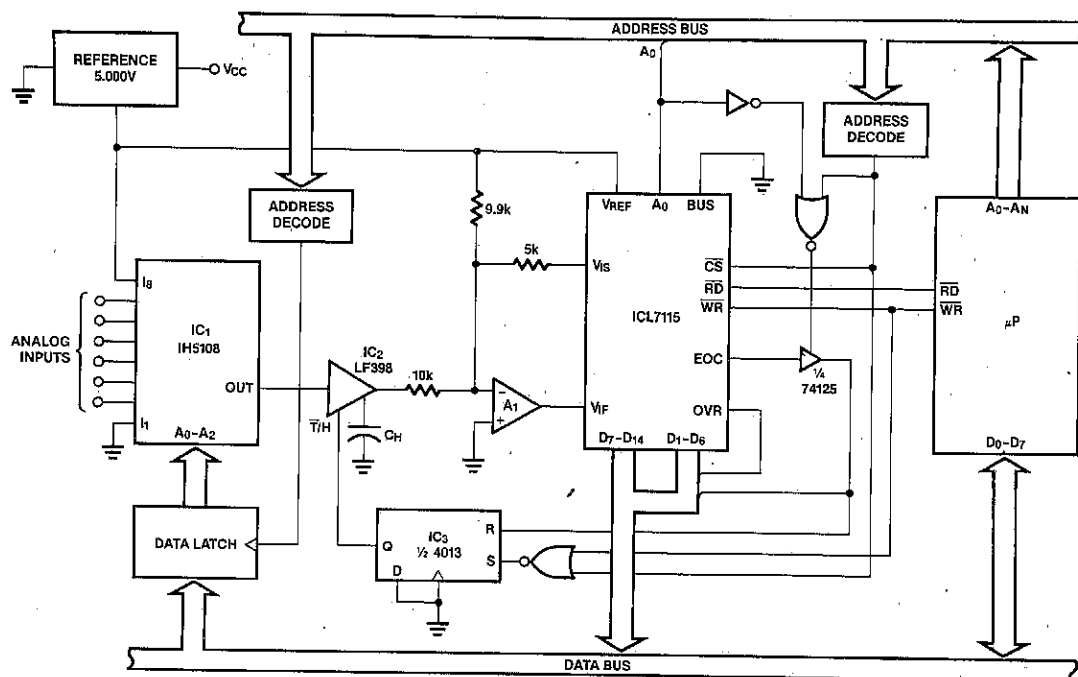 ADDRESS BUS
REFERENCE
5.000V
VCC
A0
ADDRESS
DECODE
ADDRESS
DECODE
9.9k
VREF
A0
BUS
A0–AN
5k
VIS
CS
RD
WR
RD
WR
ICL7115
μP
I8
ANALOG
INPUTS
IC1
IH5108
OUT
I1
A0–A2
IC2
LF398
10k
T/H
CH
A1
–
+
VIF
EOC
1/4
74125
OVR
D7–D14
D1–D6
D0–D7
DATA LATCH
IC3
1/2 4013
Q
D
R
S
DATA BUS